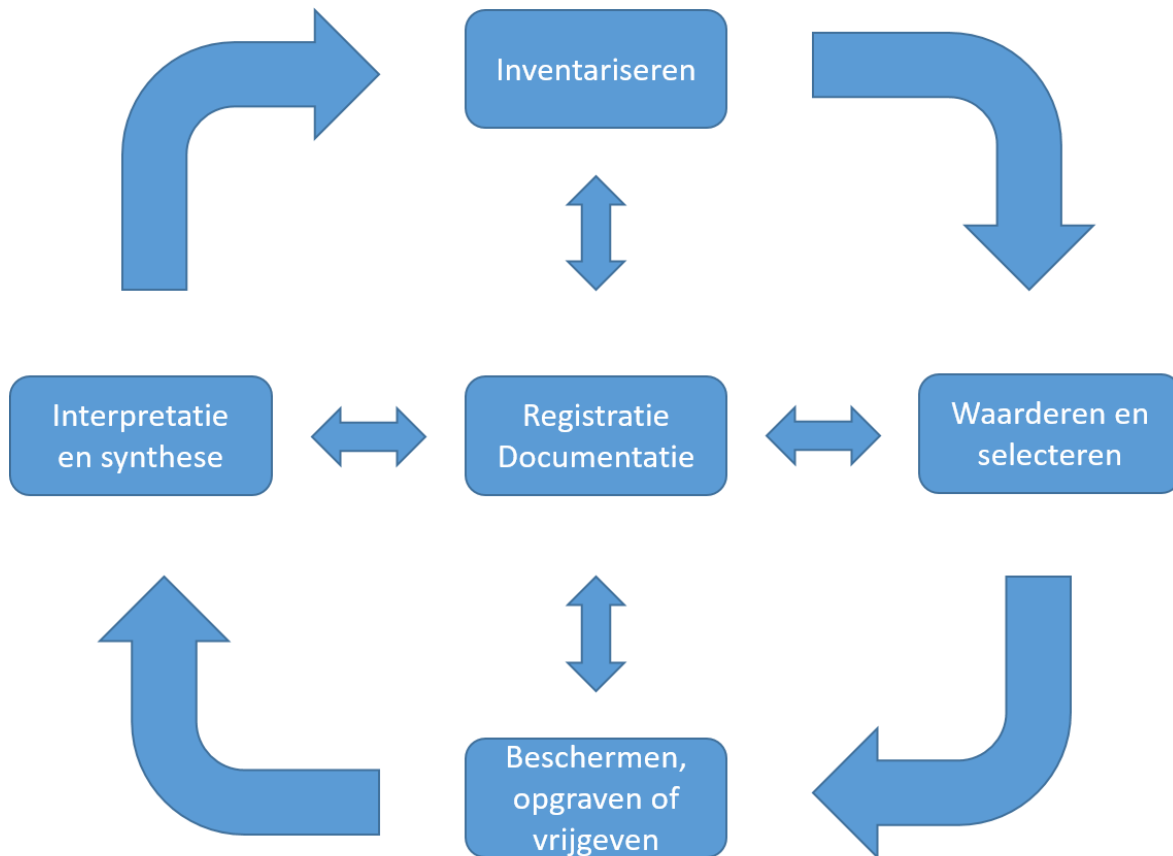 Inventariseren
Interpretatie
en synthese
Registratie
Documentatie
Waarderen en
selecteren
Beschermen,
opgraven of
vrijgeven